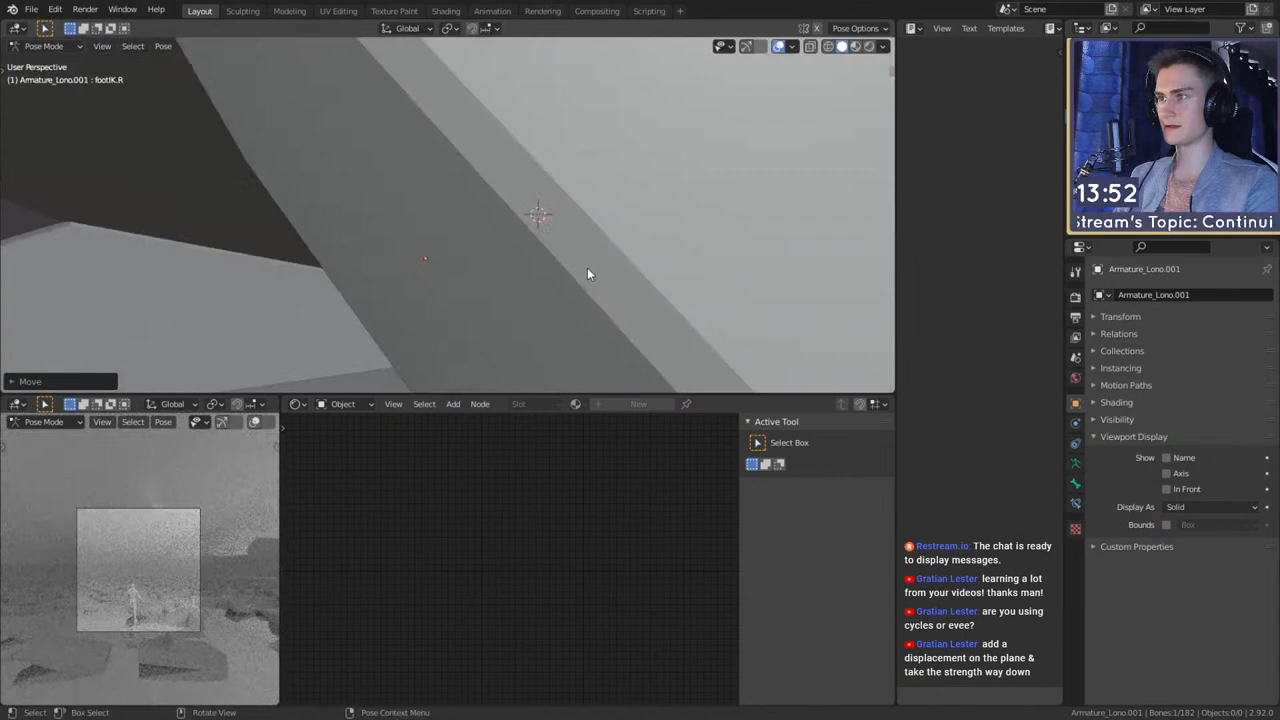 File Edit Render Window Help Layout Sculpting Modeling UV Editing Texture Paint Shading Animation Rendering Compositing Scripting + Scene View Layer
Global Pose Options View Text Templates
Pose Mode View Select Pose
User Perspective
(1) Armature_Lono.001 : footIK.R
13:52
Stream's Topic: Continui
Armature_Lono.001
Armature_Lono.001
Transform
Relations
Collections
Instancing
Motion Paths
Shading
Visibility
Viewport Display
Show Name
Axis
In Front
Display As Solid
Bounds Box
Custom Properties
Move
Global Object View Select Add Node Slot New
Pose Mode View Select Pose
Active Tool
Select Box
Restream.io: The chat is ready
to display messages.
Gratian Lester: learning a lot
from your videos! thanks man!
Gratian Lester: are you using
cycles or evee?
Gratian Lester: add a
displacement on the plane &
take the strength way down
Select Box Select Rotate View Pose Context Menu Armature_Lono.001 | Bones:1/182 | Objects:0/0 | 2.92.0